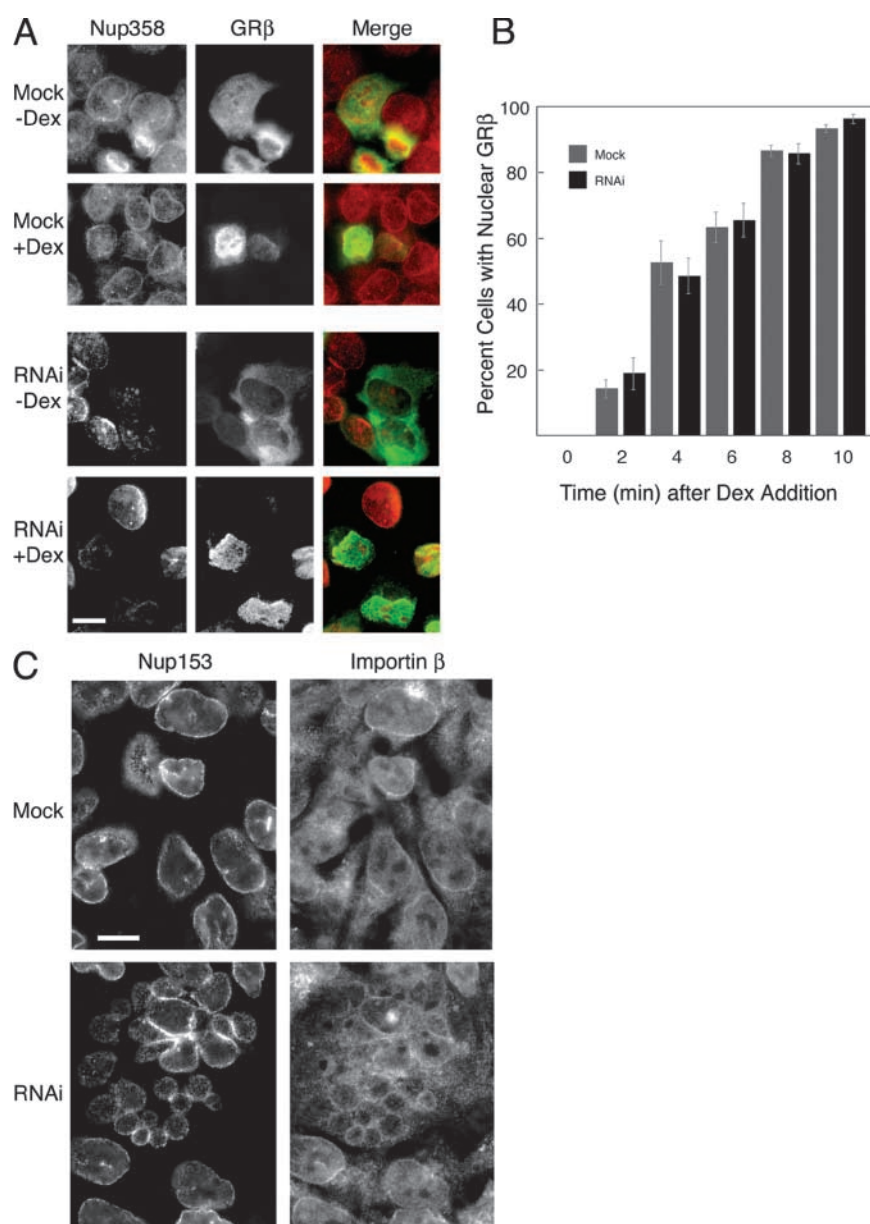 A
Nup358 GRβ Merge
Mock
-Dex
Mock
+Dex
RNAi
-Dex
RNAi
+Dex
B
Percent Cells with Nuclear GRβ
100
80
60
40
20
Mock
RNAi
0 2 4 6 8 10
Time (min) after Dex Addition
C
Nup153 Importin β
Mock
RNAi